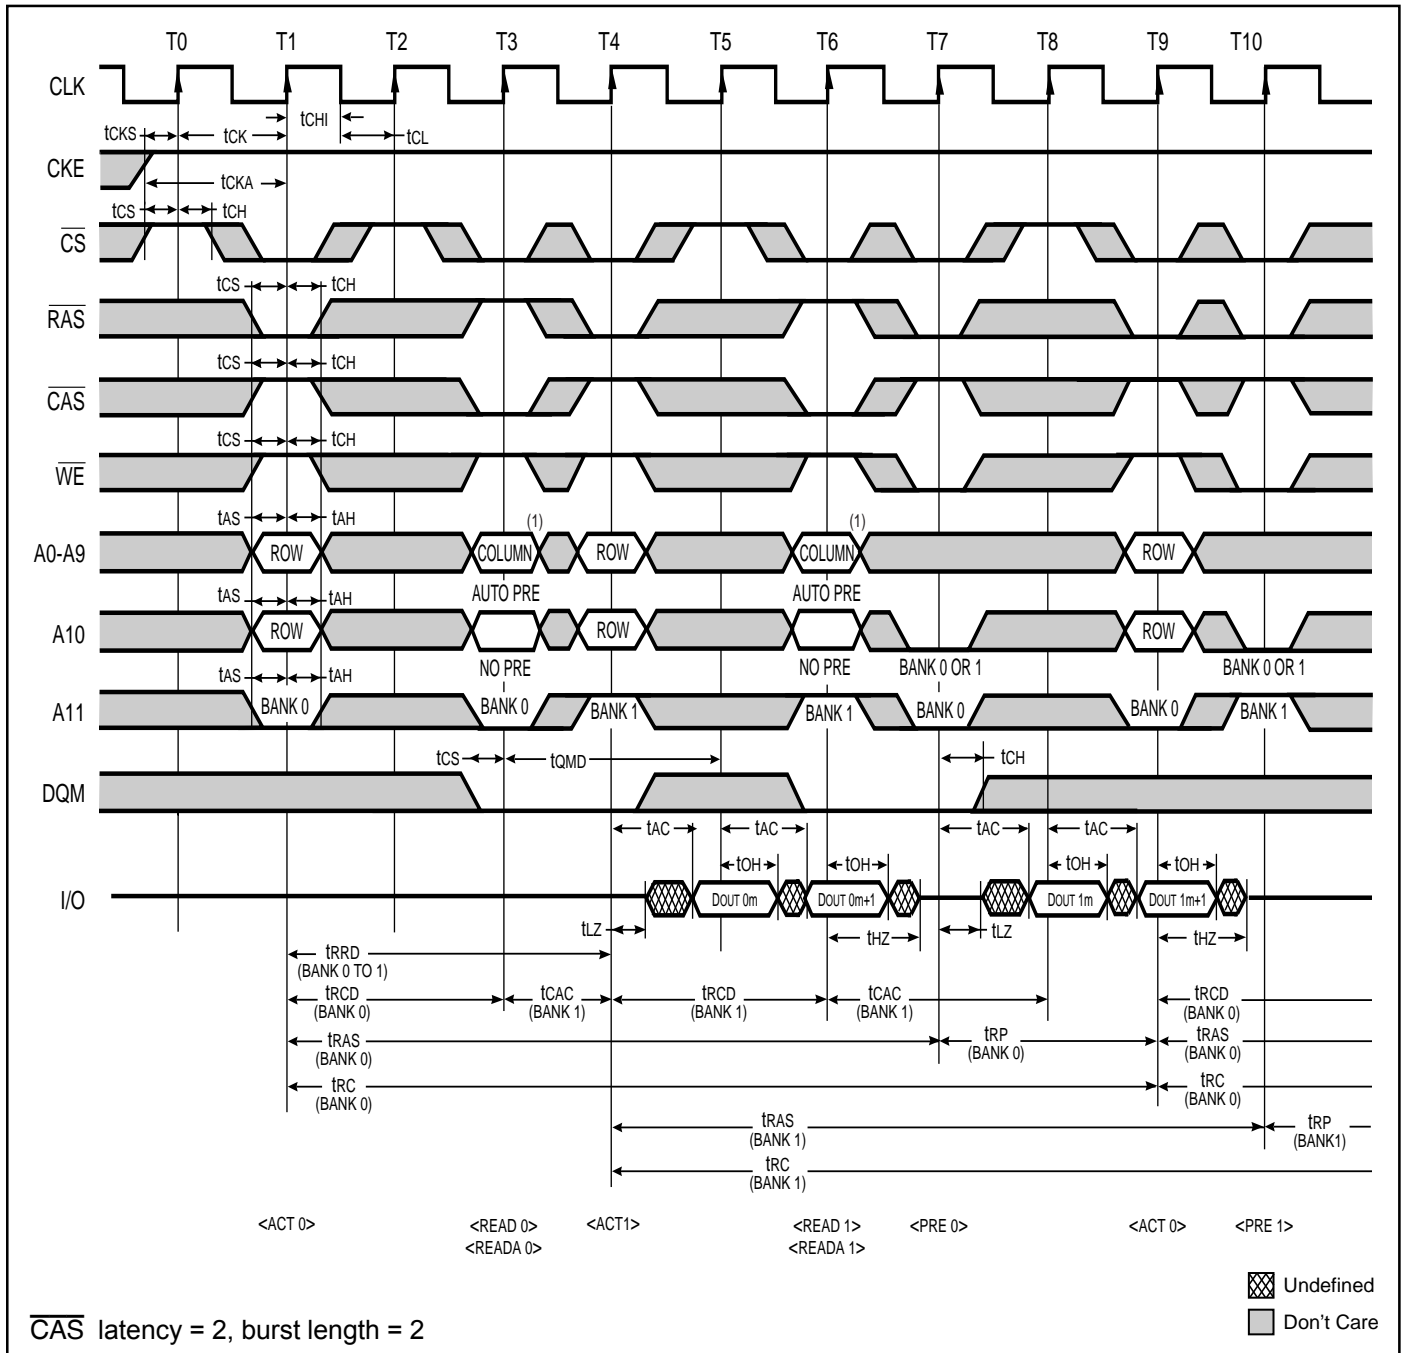 T0 T1 T2 T3 T4 T5 T6 T7 T8 T9 T10
CLK
tCHI
tCKS tCK tCL
CKE
tCKA
tCS tCH
CS
tCS tCH
RAS
tCS tCH
CAS
tCS tCH
WE
tAS tAH (1) (1)
A0-A9 ROW COLUMN ROW COLUMN ROW
AUTO PRE AUTO PRE
tAS tAH
A10 ROW ROW ROW
NO PRE NO PRE BANK 0 OR 1 BANK 0 OR 1
tAS tAH
A11 BANK 0 BANK 0 BANK 1 BANK 1 BANK 0 BANK 0 BANK 1
tCS tQMD tCH
DQM
tAC tAC tAC tAC
tOH tOH tOH tOH
I/O DOUT 0m DOUT 0m+1 DOUT 1m DOUT 1m+1
tLZ tHZ tLZ tHZ
tRRD
(BANK 0 TO 1)
tRCD tCAC tRCD tCAC tRCD
(BANK 0) (BANK 1) (BANK 1) (BANK 1) (BANK 0)
tRAS tRP tRAS
(BANK 0) (BANK 0) (BANK 0)
tRC tRC
(BANK 0) (BANK 0)
tRAS tRP
(BANK 1) (BANK1)
tRC
(BANK 1)
<ACT 0> <READ 0> <ACT1> <READ 1> <PRE 0> <ACT 0> <PRE 1>
<READA 0> <READA 1>
Undefined
Don't Care
CAS latency = 2, burst length = 2